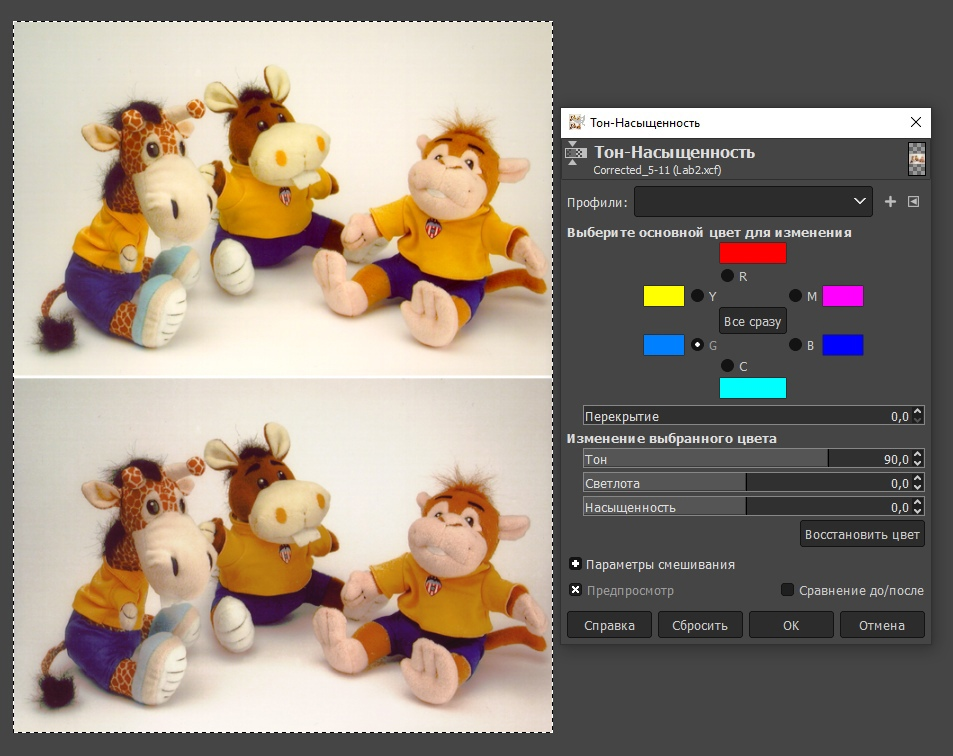 Тон-Насыщенность
Тон-Насыщенность
Corrected_5-11 (Lab2.xcf)
Профили:
Выберите основной цвет для изменения
R
Y
M
Все сразу
G
B
C
Перекрытие 0,0
Изменение выбранного цвета
Тон 90,0
Светлота 0,0
Насыщенность 0,0
Восстановить цвет
Параметры смешивания
Предпросмотр
Сравнение до/после
Справка
Сбросить
ОК
Отмена